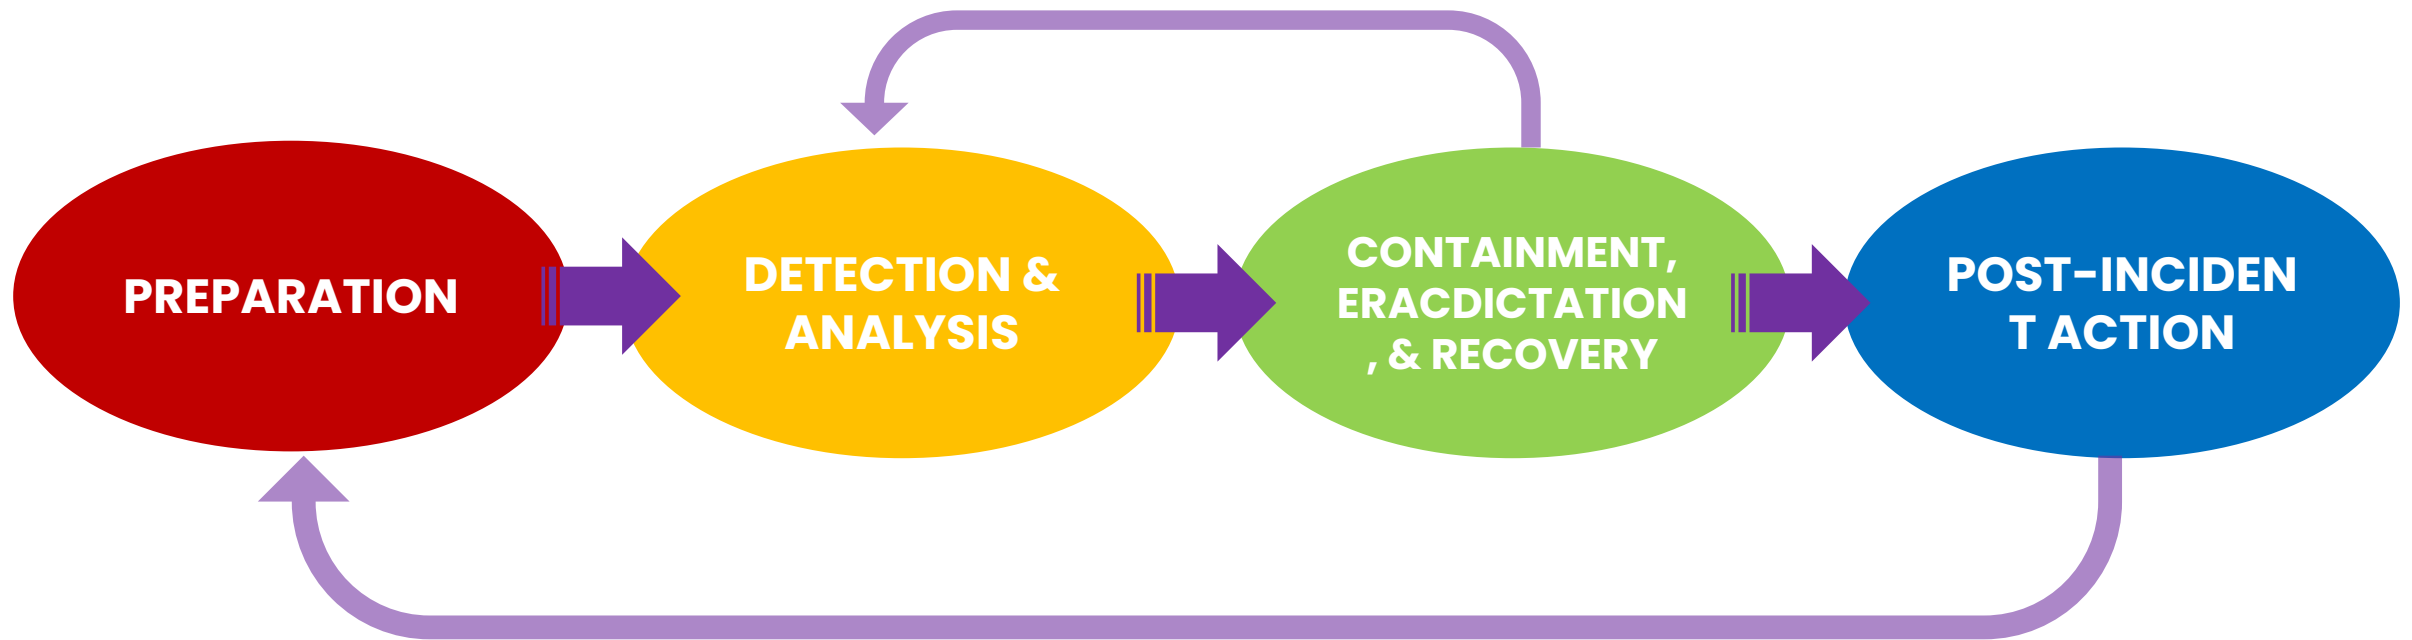 PREPARATION
DETECTION &
ANALYSIS
CONTAINMENT,
ERACDICTATION
, & RECOVERY
POST-INCIDEN
T ACTION